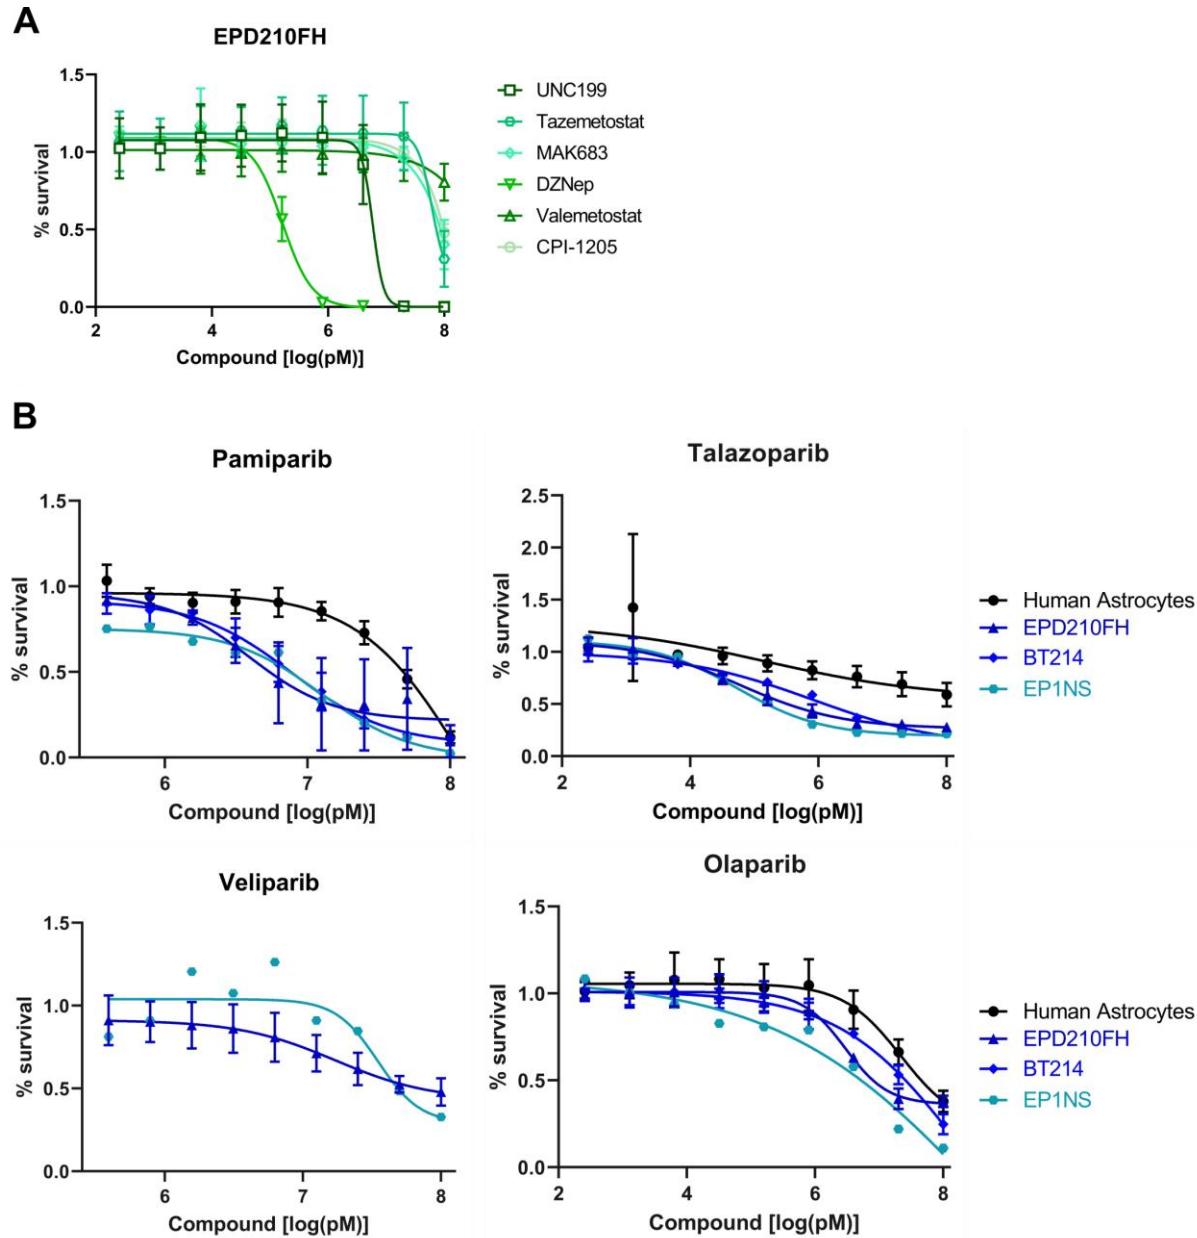 A
EPD210FH
1.5
1.0
0.5
0.0
% survival
2 4 6 8
Compound [log(pM)]
UNC199
Tazemetostat
MAK683
DZNep
Valemetostat
CPI-1205
B
Pamiparib
1.5
1.0
0.5
0.0
% survival
6 7 8
Compound [log(pM)]
Talazoparib
2.5
2.0
1.5
1.0
0.5
0.0
% survival
2 4 6 8
Compound [log(pM)]
Human Astrocytes
EPD210FH
BT214
EP1NS
Veliparib
1.5
1.0
0.5
0.0
% survival
6 7 8
Compound [log(pM)]
Olaparib
1.5
1.0
0.5
0.0
% survival
2 4 6 8
Compound [log(pM)]
Human Astrocytes
EPD210FH
BT214
EP1NS